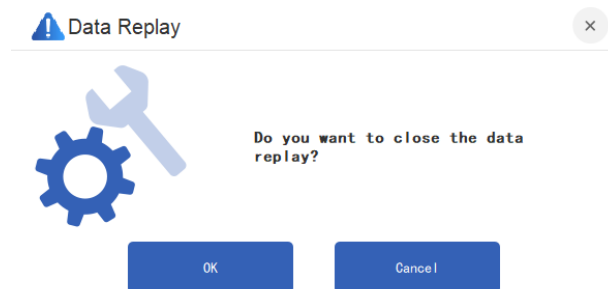 Data Replay
Do you want to close the data
replay?
OK
Cancel